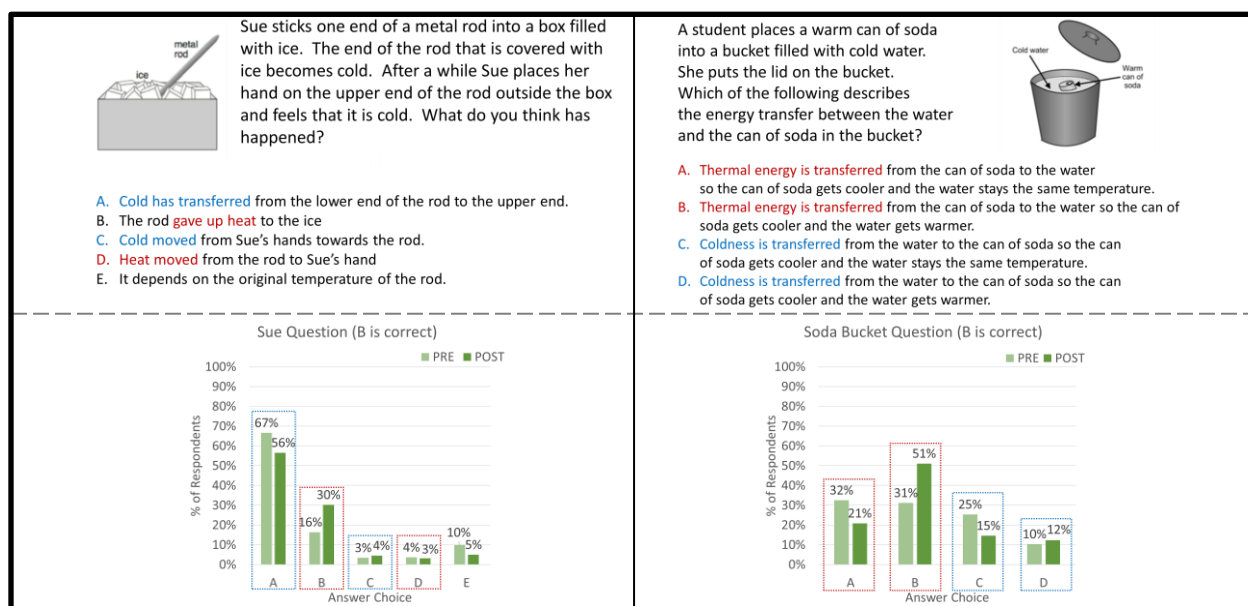 Sue sticks one end of a metal rod into a box filled
with ice. The end of the rod that is covered with
ice becomes cold. After a while Sue places her
hand on the upper end of the rod outside the box
and feels that it is cold. What do you think has
happened?
metal
rod
ice
A. Cold has transferred from the lower end of the rod to the upper end.
B. The rod gave up heat to the ice
C. Cold moved from Sue's hands towards the rod.
D. Heat moved from the rod to Sue's hand
E. It depends on the original temperature of the rod.
A student places a warm can of soda
into a bucket filled with cold water.
She puts the lid on the bucket.
Which of the following describes
the energy transfer between the water
and the can of soda in the bucket?
Cold water
Warm
can of
soda
A. Thermal energy is transferred from the can of soda to the water
so the can of soda gets cooler and the water stays the same temperature.
B. Thermal energy is transferred from the can of soda to the water so the can of
soda gets cooler and the water gets warmer.
C. Coldness is transferred from the water to the can of soda so the can
of soda gets cooler and the water stays the same temperature.
D. Coldness is transferred from the water to the can of soda so the can
of soda gets cooler and the water gets warmer.
Sue Question (B is correct)
PRE POST
% of Respondents
100%
90%
80%
70%
60%
50%
40%
30%
20%
10%
0%
67% 56%
16% 30%
3% 4%
4% 3%
10% 5%
A B C D E
Answer Choice
Soda Bucket Question (B is correct)
PRE POST
% of Respondents
100%
90%
80%
70%
60%
50%
40%
30%
20%
10%
0%
32% 21%
31% 51%
25% 15%
10% 12%
A B C D
Answer Choice